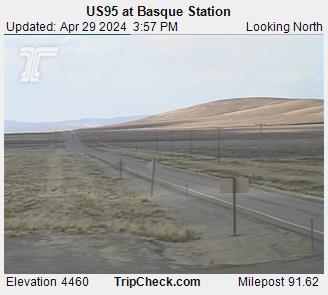 US95 at Basque Station
Updated: Apr 29 2024 3:57 PM Looking North
Elevation 4460 TripCheck.com Milepost 91.62